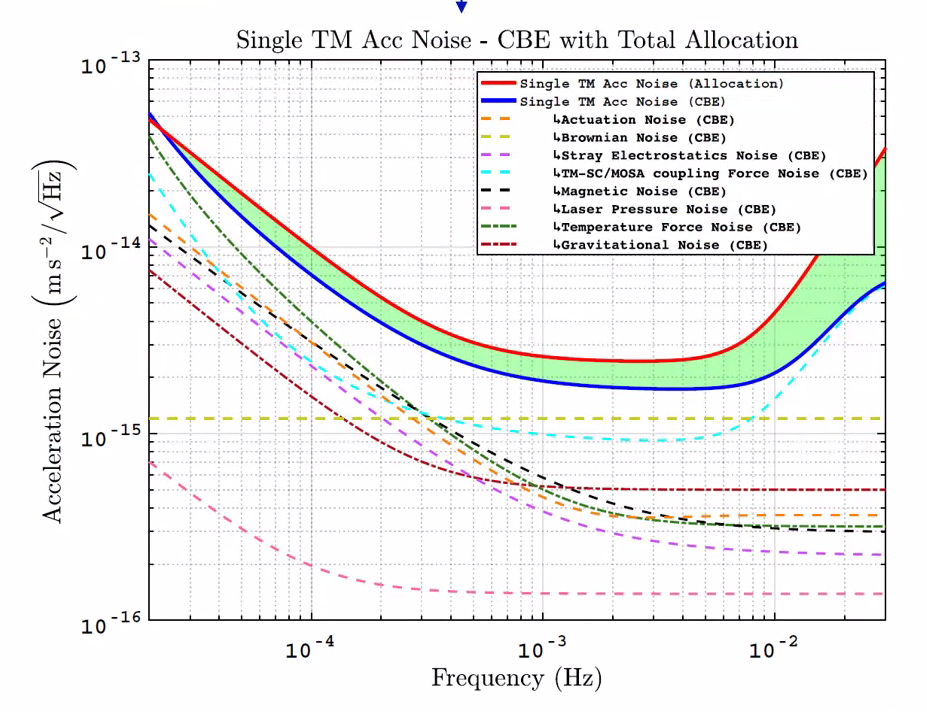 Single TM Acc Noise - CBE with Total Allocation
10⁻¹³
Single TM Acc Noise (Allocation)
Single TM Acc Noise (CBE)
↳Actuation Noise (CBE)
↳Brownian Noise (CBE)
↳Stray Electrostatics Noise (CBE)
↳TM-SC/MOSA coupling Force Noise (CBE)
↳Magnetic Noise (CBE)
↳Laser Pressure Noise (CBE)
↳Temperature Force Noise (CBE)
↳Gravitational Noise (CBE)
10⁻¹⁴
Acceleration Noise (m s⁻²/√Hz)
10⁻¹⁵
10⁻¹⁶
10⁻⁴ 10⁻³ 10⁻²
Frequency (Hz)